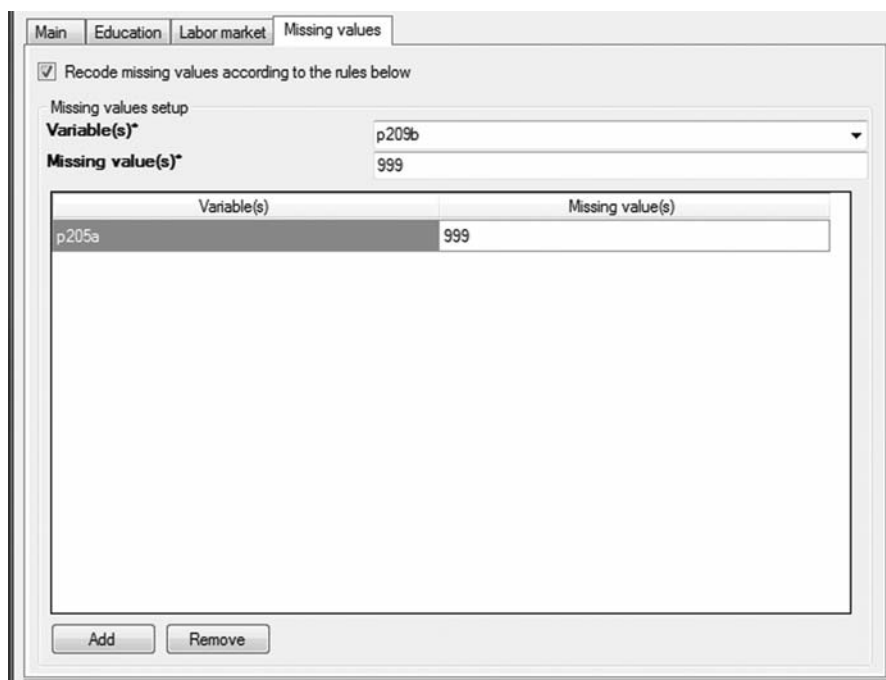 Main Education Labor market Missing values
Recode missing values according to the rules below
Missing values setup
Variable(s)* p209b
Missing value(s)* 999
Variable(s) Missing value(s)
p205a 999
Add Remove